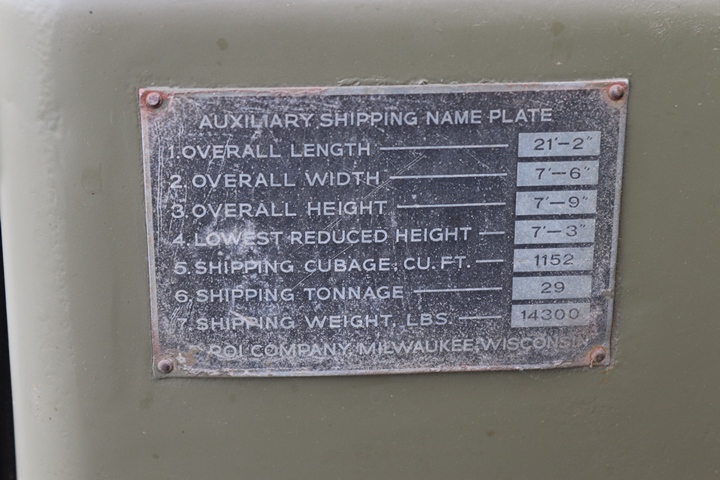 AUXILIARY SHIPPING NAME PLATE
1. OVERALL LENGTH 21'-2"
2. OVERALL WIDTH 7'-6"
3. OVERALL HEIGHT 7'-9"
4. LOWEST REDUCED HEIGHT 7'-3"
5. SHIPPING CUBAGE: CU. FT. 1152
6. SHIPPING TONNAGE 29
7. SHIPPING WEIGHT, LBS. 14300
COMPANY, MILWAUKEE, WISCONSIN